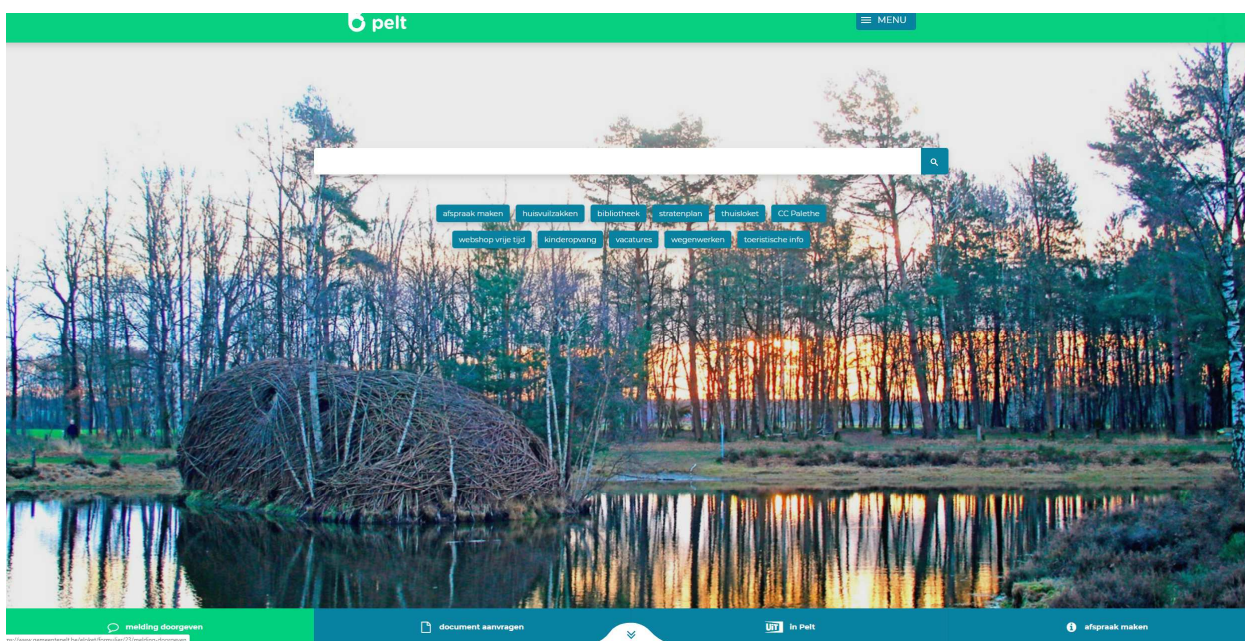 pelt
MENU
afspraak maken huisvuilzakken bibliotheek stratenplan thuisloket CC Palethe
webshop vrije tijd kinderopvang vacatures wegenwerken toeristische info
melding doorgeven document aanvragen UiT in Pelt afspraak maken